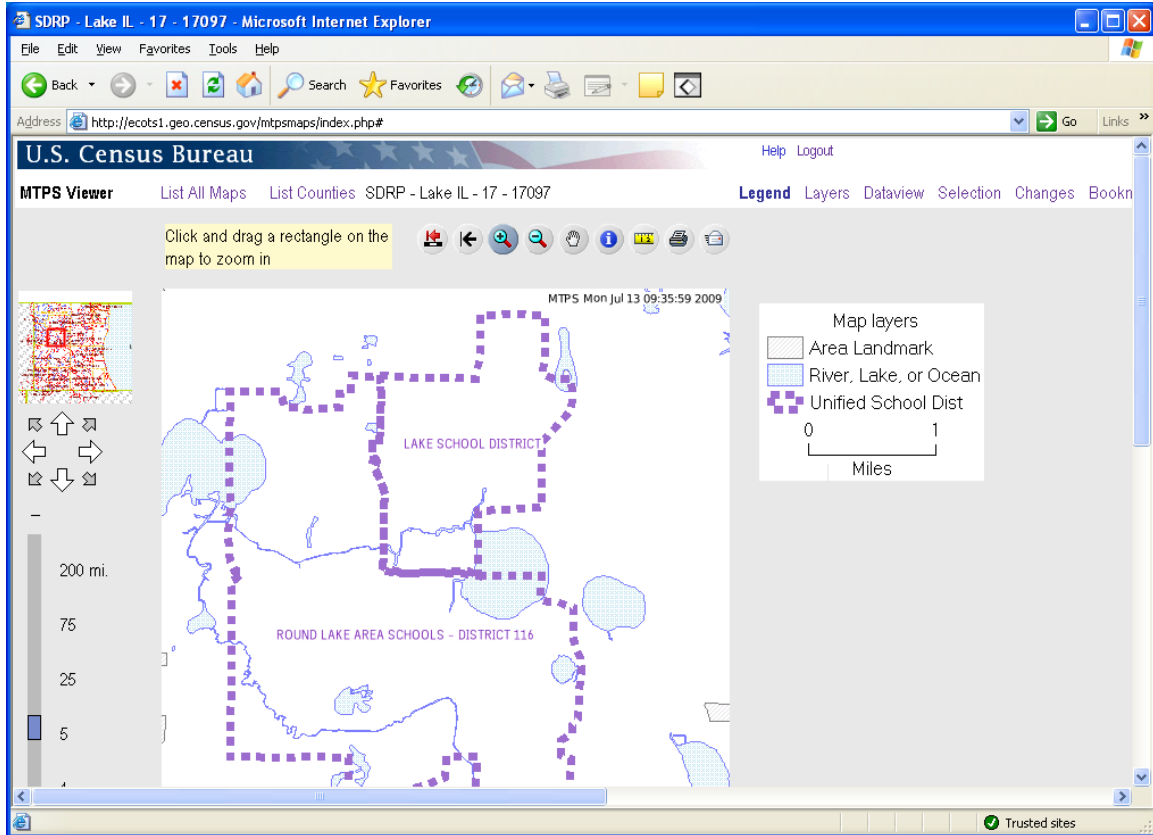 SDRP - Lake IL - 17 - 17097 - Microsoft Internet Explorer
File Edit View Favorites Tools Help
Back Search Favorites
Address http://ecots1.geo.census.gov/mtpsmaps/index.php# Go Links »
U.S. Census Bureau Help Logout
MTPS Viewer List All Maps List Counties SDRP - Lake IL - 17 - 17097 Legend Layers Dataview Selection Changes Bookn
Click and drag a rectangle on the
map to zoom in
MTPS Mon Jul 13 09:35:59 2009
Map layers
Area Landmark
River, Lake, or Ocean
Unified School Dist
0 1
Miles
LAKE SCHOOL DISTRICT
ROUND LAKE AREA SCHOOLS - DISTRICT 116
200 mi.
75
25
5
Trusted sites